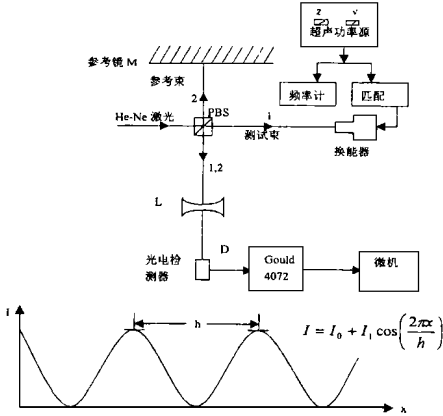 z v
超声功率源
参考镜 M
参考束
2
PBS
频率计
匹配
He-Ne 激光
i
测试束
换能器
1,2
L
光电检
测器
D
Gould
4072
微机
I
h
I = I₀ + I₁ cos(2πx/h)
x